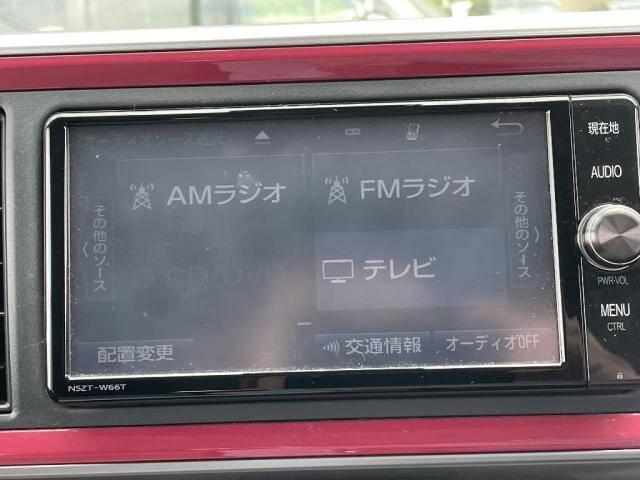 オーディオソース選択
現在地
AUDIO
AMラジオ
FMラジオ
その他のソース
その他のソース
CD/DVD
テレビ
PWR・VOL
MENU
CTRL
配置変更
交通情報
オーディオOFF
NSZT-W66T